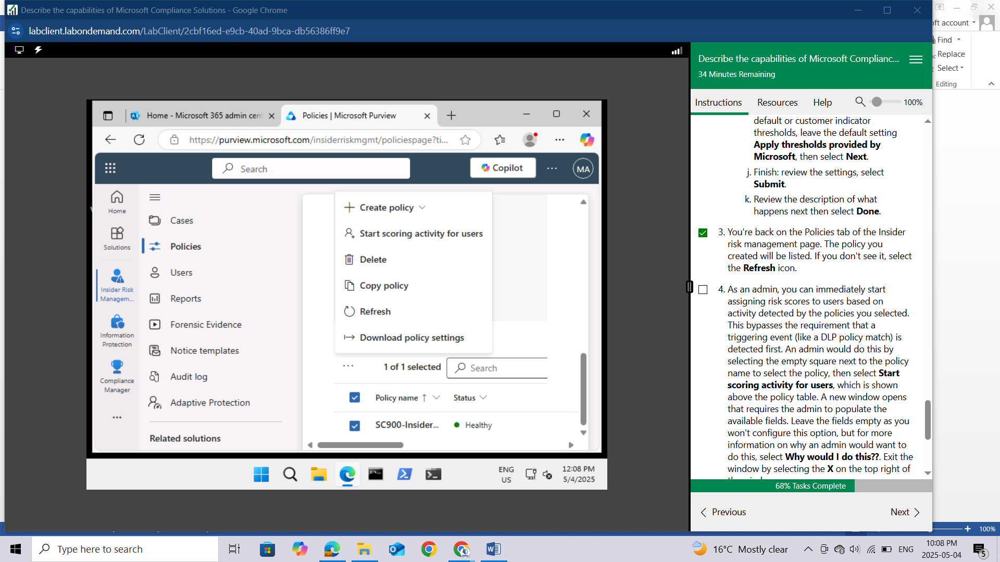 Describe the capabilities of Microsoft Compliance Solutions - Google Chrome
labclient.labondemand.com/LabClient/2cbf16ed-e9cb-40ad-9bca-db56386ff9e7
account
Find
Replace
Select
Editing
Describe the capabilities of Microsoft Complianc...
34 Minutes Remaining
Instructions
Resources
Help
100%
Home - Microsoft 365 admin cent
Policies | Microsoft Purview
https://purview.microsoft.com/insiderriskmgmt/policiespage?ti...
Search
Copilot
MA
Home
Solutions
Insider Risk
Managem...
Information
Protection
Compliance
Manager
Cases
Policies
Users
Reports
Forensic Evidence
Notice templates
Audit log
Adaptive Protection
Related solutions
Create policy
Start scoring activity for users
Delete
Copy policy
Refresh
Download policy settings
1 of 1 selected
Search
Policy name ↑
Status
SC900-Insider...
Healthy
ENG
US
12:08 PM
5/4/2025
default or customer indicator
thresholds, leave the default setting
Apply thresholds provided by
Microsoft, then select Next.
j. Finish: review the settings, select
Submit.
k. Review the description of what
happens next then select Done.
3. You're back on the Policies tab of the Insider
risk management page. The policy you
created will be listed. If you don't see it, select
the Refresh icon.
4. As an admin, you can immediately start
assigning risk scores to users based on
activity detected by the policies you selected.
This bypasses the requirement that a
triggering event (like a DLP policy match) is
detected first. An admin would do this by
selecting the empty square next to the policy
name to select the policy, then select Start
scoring activity for users, which is shown
above the policy table. A new window opens
that requires the admin to populate the
available fields. Leave the fields empty as you
won't configure this option, but for more
information on why an admin would want to
do this, select Why would I do this??. Exit the
window by selecting the X on the top right of
68% Tasks Complete
Previous
Next
100%
Type here to search
16°C Mostly clear
ENG
10:08 PM
2025-05-04
5